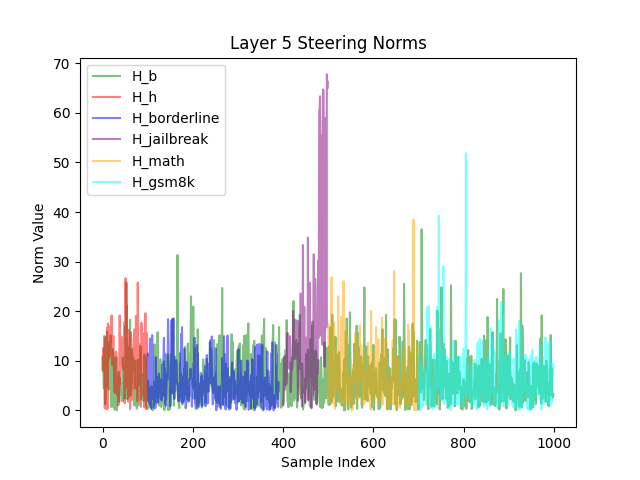 Layer 5 Steering Norms
70
60
50
40
30
20
10
0
Norm Value
H_b
H_h
H_borderline
H_jailbreak
H_math
H_gsm8k
0 200 400 600 800 1000
Sample Index